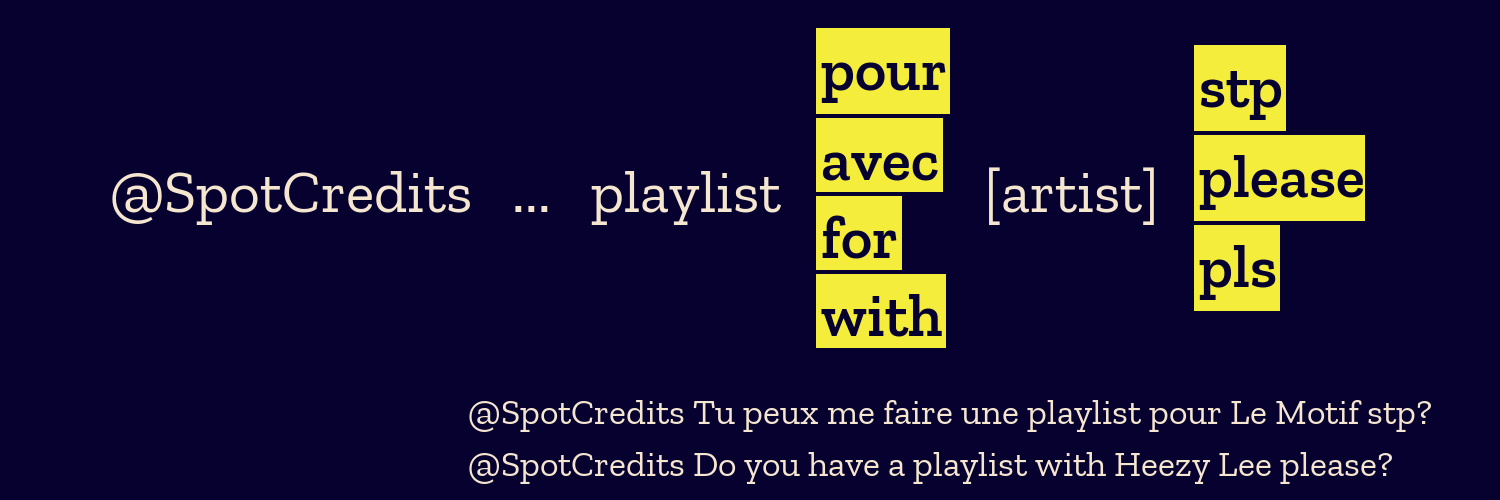 @SpotCredits ... playlist
pour
avec
for
with
[artist]
stp
please
pls
@SpotCredits Tu peux me faire une playlist pour Le Motif stp?
@SpotCredits Do you have a playlist with Heezy Lee please?